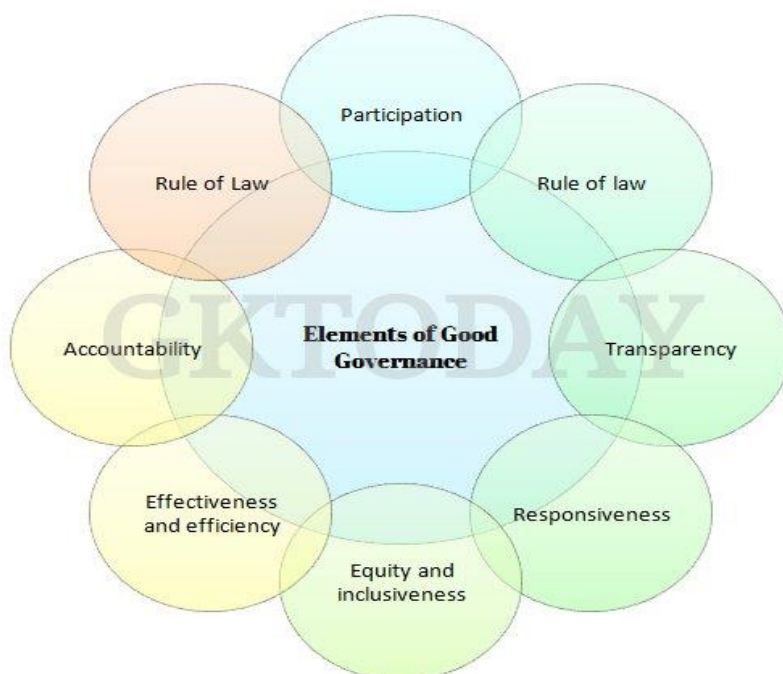 Participation
Rule of Law
Rule of law
GKTODAY
Elements of Good
Governance
Accountability
Transparency
Effectiveness
and efficiency
Responsiveness
Equity and
inclusiveness